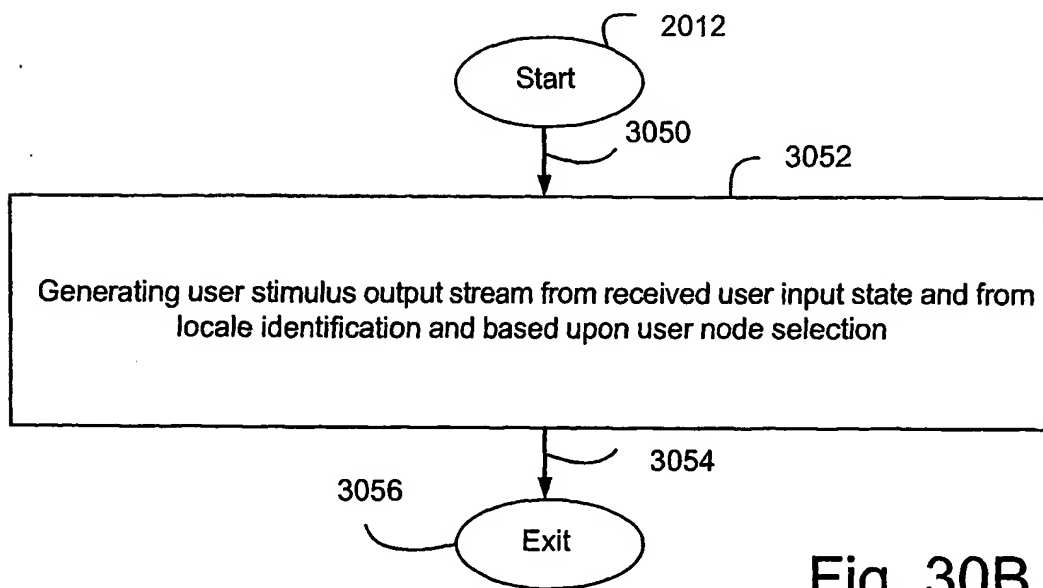 2012
Start
3050
3052
Generating user stimulus output stream from received user input state and from
locale identification and based upon user node selection
3054
3056
Exit
Fig. 30B